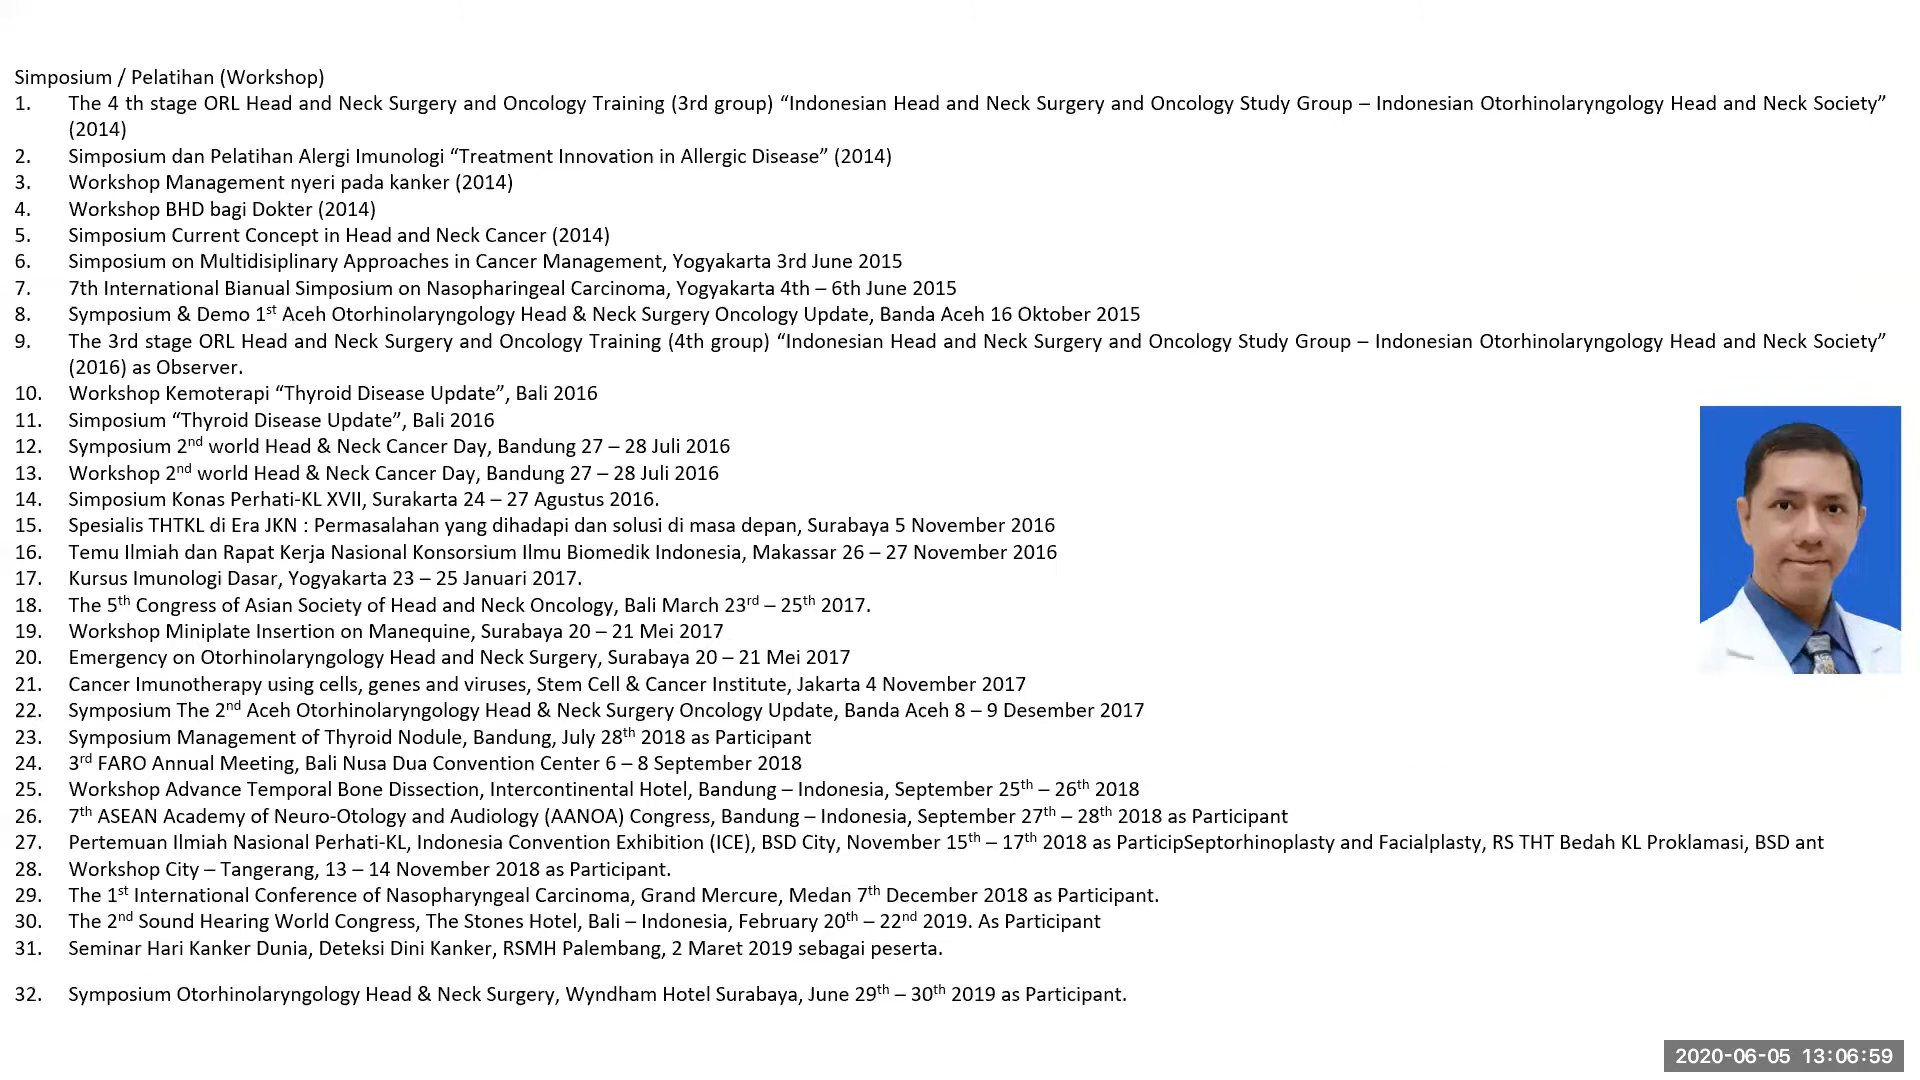 Simposium / Pelatihan (Workshop)
1. The 4 th stage ORL Head and Neck Surgery and Oncology Training (3rd group) “Indonesian Head and Neck Surgery and Oncology Study Group – Indonesian Otorhinolaryngology Head and Neck Society”
(2014)
2. Simposium dan Pelatihan Alergi Imunologi “Treatment Innovation in Allergic Disease” (2014)
3. Workshop Management nyeri pada kanker (2014)
4. Workshop BHD bagi Dokter (2014)
5. Simposium Current Concept in Head and Neck Cancer (2014)
6. Simposium on Multidisiplinary Approaches in Cancer Management, Yogyakarta 3rd June 2015
7. 7th International Bianual Simposium on Nasopharingeal Carcinoma, Yogyakarta 4th – 6th June 2015
8. Symposium & Demo 1st Aceh Otorhinolaryngology Head & Neck Surgery Oncology Update, Banda Aceh 16 Oktober 2015
9. The 3rd stage ORL Head and Neck Surgery and Oncology Training (4th group) “Indonesian Head and Neck Surgery and Oncology Study Group – Indonesian Otorhinolaryngology Head and Neck Society”
(2016) as Observer.
10. Workshop Kemoterapi “Thyroid Disease Update”, Bali 2016
11. Simposium “Thyroid Disease Update”, Bali 2016
12. Symposium 2nd world Head & Neck Cancer Day, Bandung 27 – 28 Juli 2016
13. Workshop 2nd world Head & Neck Cancer Day, Bandung 27 – 28 Juli 2016
14. Simposium Konas Perhati-KL XVII, Surakarta 24 – 27 Agustus 2016.
15. Spesialis THTKL di Era JKN : Permasalahan yang dihadapi dan solusi di masa depan, Surabaya 5 November 2016
16. Temu Ilmiah dan Rapat Kerja Nasional Konsorsium Ilmu Biomedik Indonesia, Makassar 26 – 27 November 2016
17. Kursus Imunologi Dasar, Yogyakarta 23 – 25 Januari 2017.
18. The 5th Congress of Asian Society of Head and Neck Oncology, Bali March 23rd – 25th 2017.
19. Workshop Miniplate Insertion on Manequine, Surabaya 20 – 21 Mei 2017
20. Emergency on Otorhinolaryngology Head and Neck Surgery, Surabaya 20 – 21 Mei 2017
21. Cancer Imunotherapy using cells, genes and viruses, Stem Cell & Cancer Institute, Jakarta 4 November 2017
22. Symposium The 2nd Aceh Otorhinolaryngology Head & Neck Surgery Oncology Update, Banda Aceh 8 – 9 Desember 2017
23. Symposium Management of Thyroid Nodule, Bandung, July 28th 2018 as Participant
24. 3rd FARO Annual Meeting, Bali Nusa Dua Convention Center 6 – 8 September 2018
25. Workshop Advance Temporal Bone Dissection, Intercontinental Hotel, Bandung – Indonesia, September 25th – 26th 2018
26. 7th ASEAN Academy of Neuro-Otology and Audiology (AANOA) Congress, Bandung – Indonesia, September 27th – 28th 2018 as Participant
27. Pertemuan Ilmiah Nasional Perhati-KL, Indonesia Convention Exhibition (ICE), BSD City, November 15th – 17th 2018 as ParticipSeptorhinoplasty and Facialplasty, RS THT Bedah KL Proklamasi, BSD ant
28. Workshop City – Tangerang, 13 – 14 November 2018 as Participant.
29. The 1st International Conference of Nasopharyngeal Carcinoma, Grand Mercure, Medan 7th December 2018 as Participant.
30. The 2nd Sound Hearing World Congress, The Stones Hotel, Bali – Indonesia, February 20th – 22nd 2019. As Participant
31. Seminar Hari Kanker Dunia, Deteksi Dini Kanker, RSMH Palembang, 2 Maret 2019 sebagai peserta.
32. Symposium Otorhinolaryngology Head & Neck Surgery, Wyndham Hotel Surabaya, June 29th – 30th 2019 as Participant.
2020-06-05 13:06:59